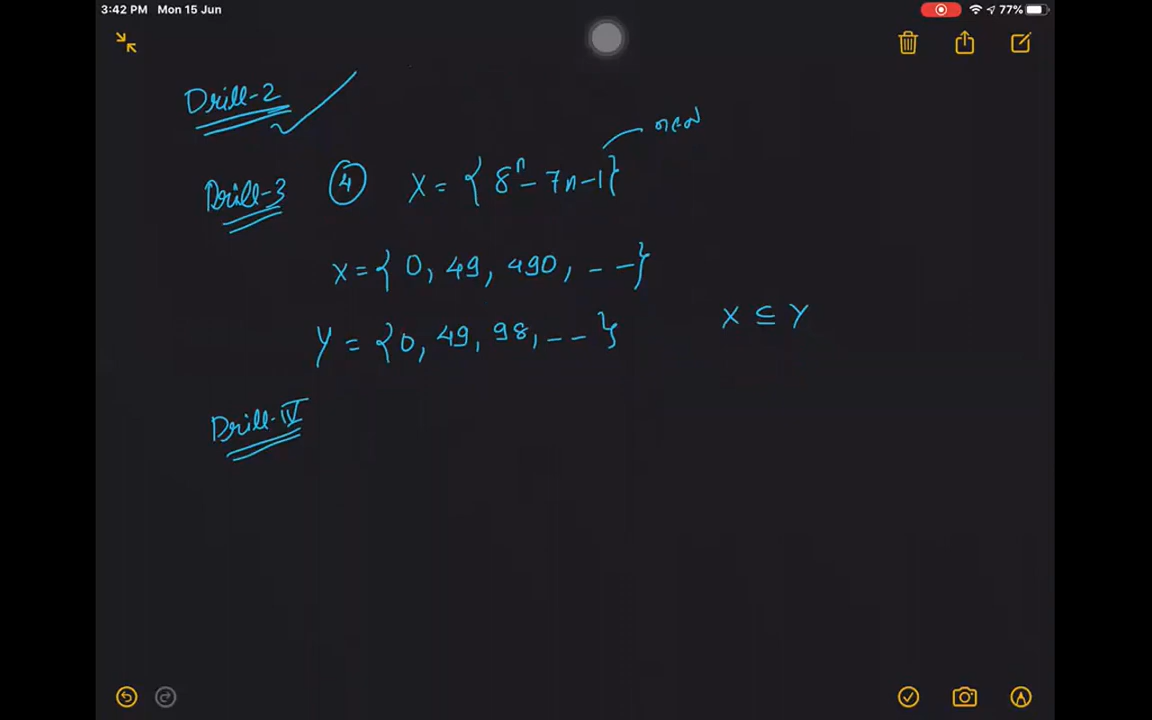 3:42 PM Mon 15 Jun
77%
Drill-2
Drill-3 ④ X = { 8ⁿ - 7n - 1 } n∈N
X = { 0, 49, 490, - - }
Y = { 0, 49, 98, - - } X ⊆ Y
Drill-IV